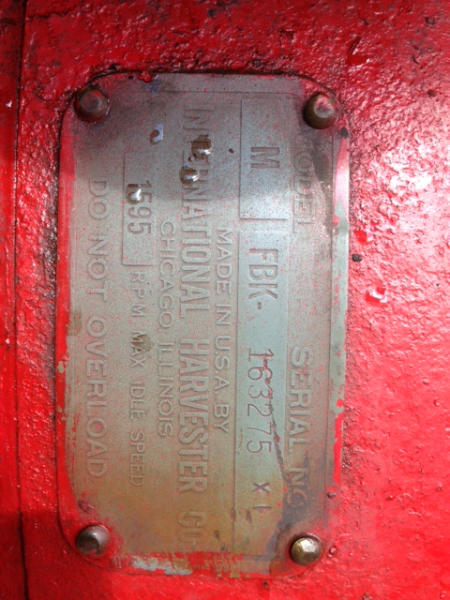 MODEL SERIAL NO.
M FBK- 163275 X1
MADE IN U.S.A. BY
INTERNATIONAL HARVESTER CO.
CHICAGO, ILLINOIS
1595 RPM MAX IDLE SPEED
DO NOT OVERLOAD